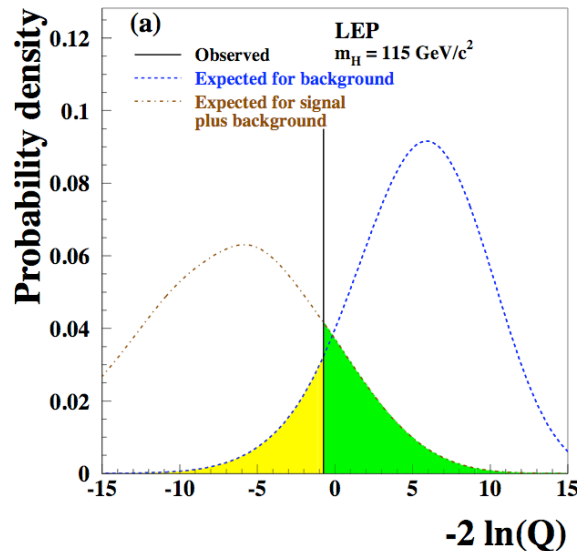 (a)
LEP
m_H = 115 GeV/c²
Observed
Expected for background
Expected for signal
plus background
Probability density
0.12
0.1
0.08
0.06
0.04
0.02
0
-15 -10 -5 0 5 10 15
-2 ln(Q)